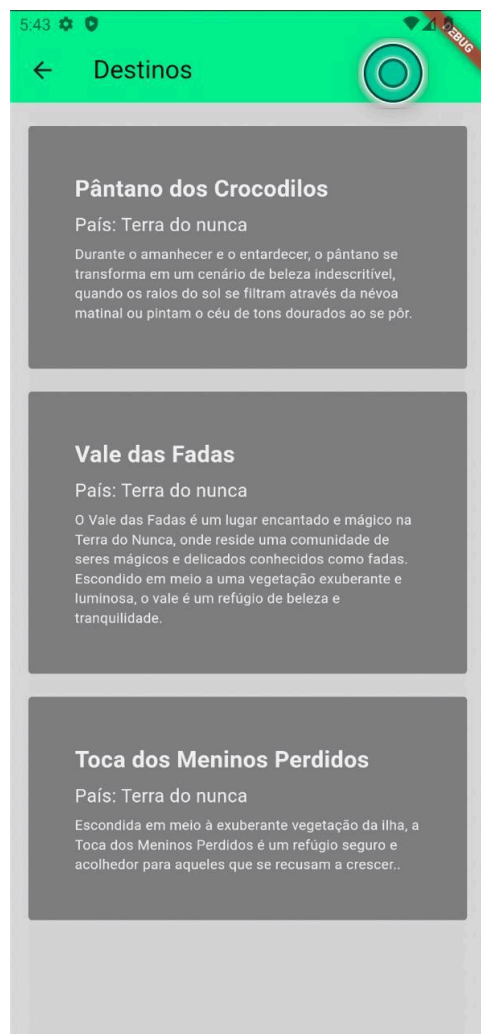 5:43
DEBUG
Destinos
Pântano dos Crocodilos
País: Terra do nunca
Durante o amanhecer e o entardecer, o pântano se
transforma em um cenário de beleza indescritível,
quando os raios do sol se filtram através da névoa
matinal ou pintam o céu de tons dourados ao se pôr.
Vale das Fadas
País: Terra do nunca
O Vale das Fadas é um lugar encantado e mágico na
Terra do Nunca, onde reside uma comunidade de
seres mágicos e delicados conhecidos como fadas.
Escondido em meio a uma vegetação exuberante e
luminosa, o vale é um refúgio de beleza e
tranquilidade.
Toca dos Meninos Perdidos
País: Terra do nunca
Escondida em meio à exuberante vegetação da ilha, a
Toca dos Meninos Perdidos é um refúgio seguro e
acolhedor para aqueles que se recusam a crescer..